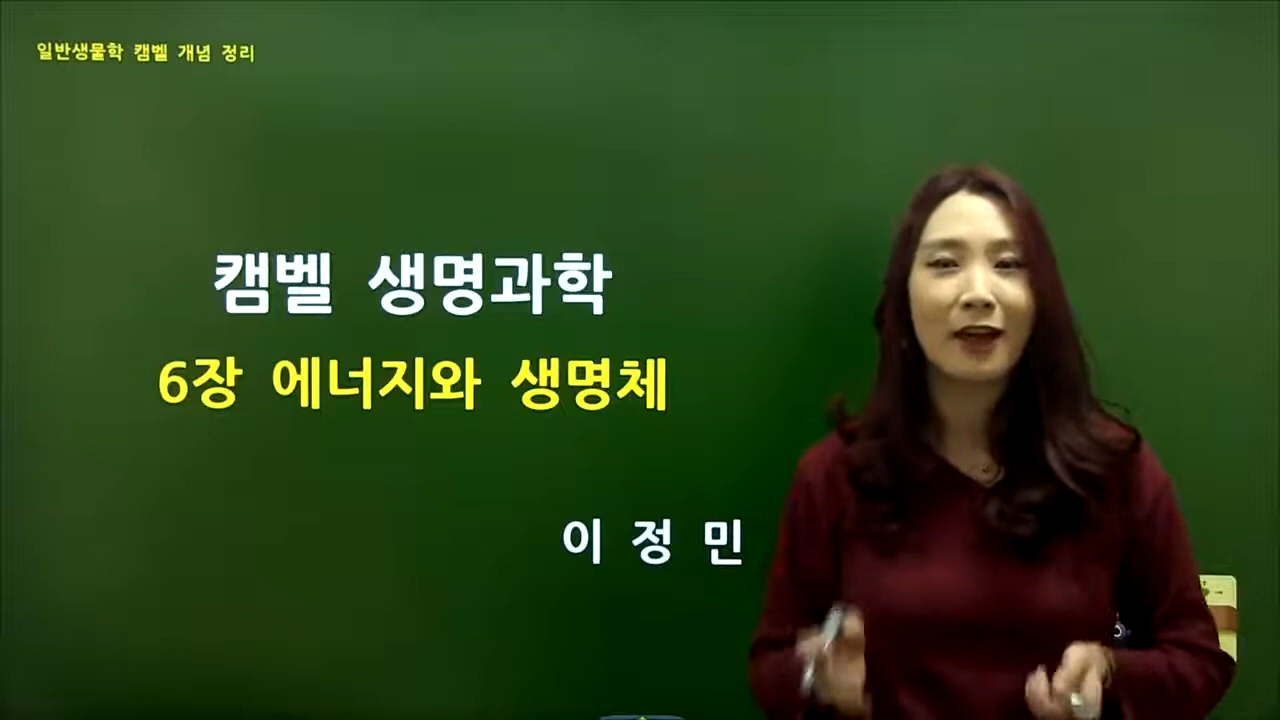 일반생물학 캠벨 개념 정리
캠벨 생명과학
6장 에너지와 생명체
이 정 민